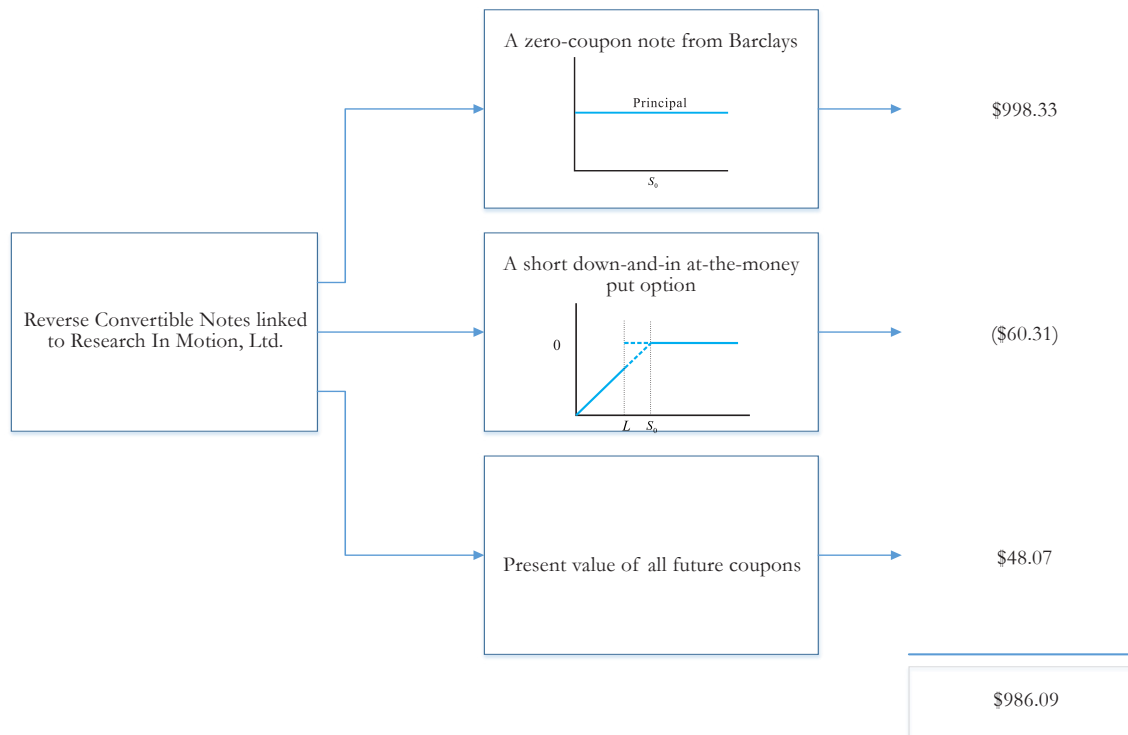 A zero-coupon note from Barclays
Principal
S₀
$998.33
Reverse Convertible Notes linked
to Research In Motion, Ltd.
A short down-and-in at-the-money
put option
0
L S₀
($60.31)
Present value of all future coupons
$48.07
$986.09